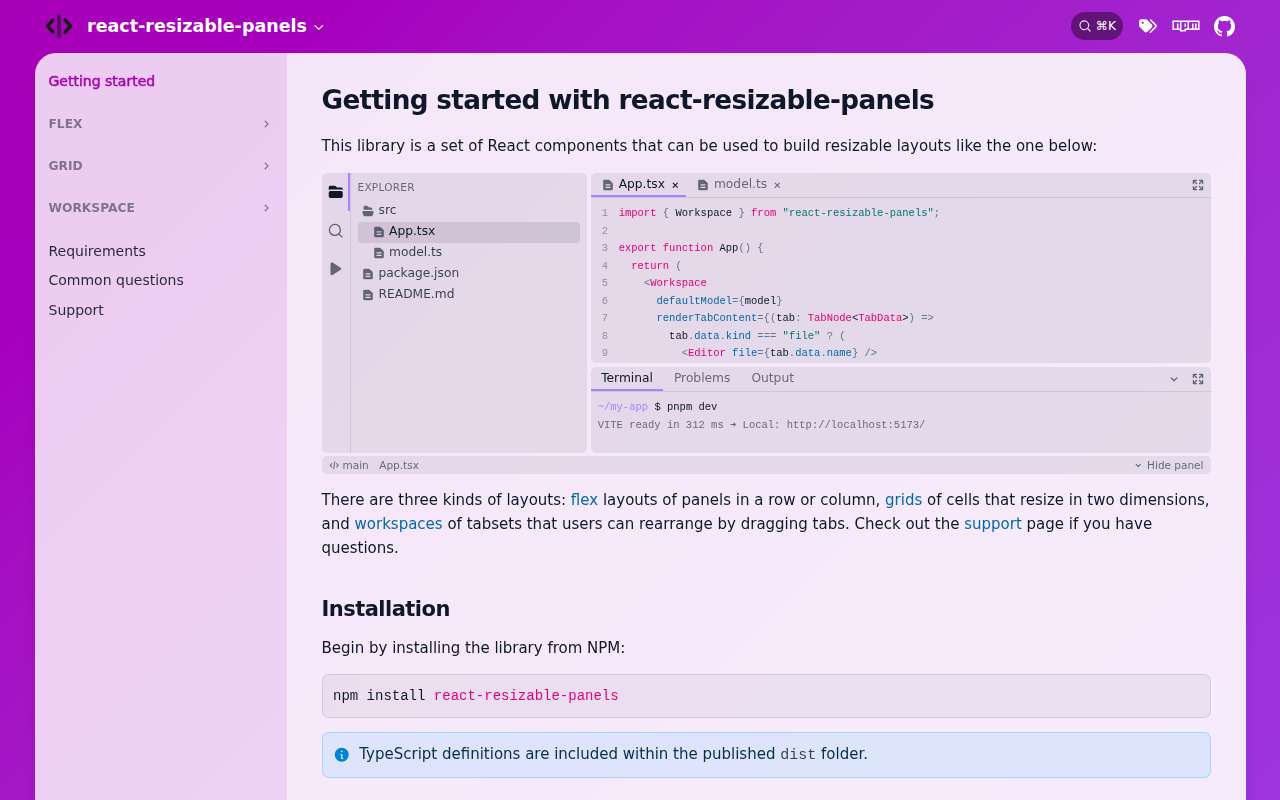 react-resizable-panels
⌘K
Getting started
FLEX
GRID
WORKSPACE
Requirements
Common questions
Support
Getting started with react-resizable-panels
This library is a set of React components that can be used to build resizable layouts like the one below:
EXPLORER
src
App.tsx
model.ts
package.json
README.md
App.tsx × model.ts ×
1 import { Workspace } from "react-resizable-panels";
2
3 export function App() {
4 return (
5 <Workspace
6 defaultModel={model}
7 renderTabContent={(tab: TabNode<TabData>) =>
8 tab.data.kind === "file" ? (
9 <Editor file={tab.data.name} />
Terminal Problems Output
~/my-app $ pnpm dev
VITE ready in 312 ms ➜ Local: http://localhost:5173/
main App.tsx Hide panel
There are three kinds of layouts: flex layouts of panels in a row or column, grids of cells that resize in two dimensions,
and workspaces of tabsets that users can rearrange by dragging tabs. Check out the support page if you have
questions.
Installation
Begin by installing the library from NPM:
npm install react-resizable-panels
TypeScript definitions are included within the published dist folder.